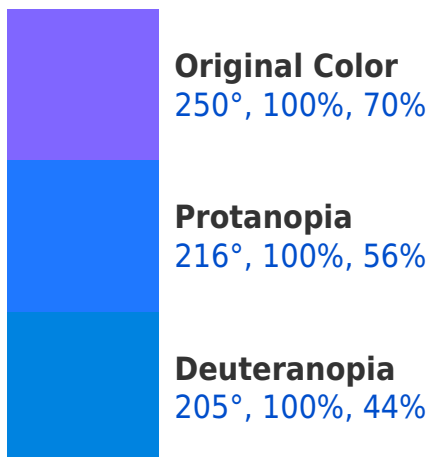 Original Color
250°, 100%, 70%
Protanopia
216°, 100%, 56%
Deuteranopia
205°, 100%, 44%